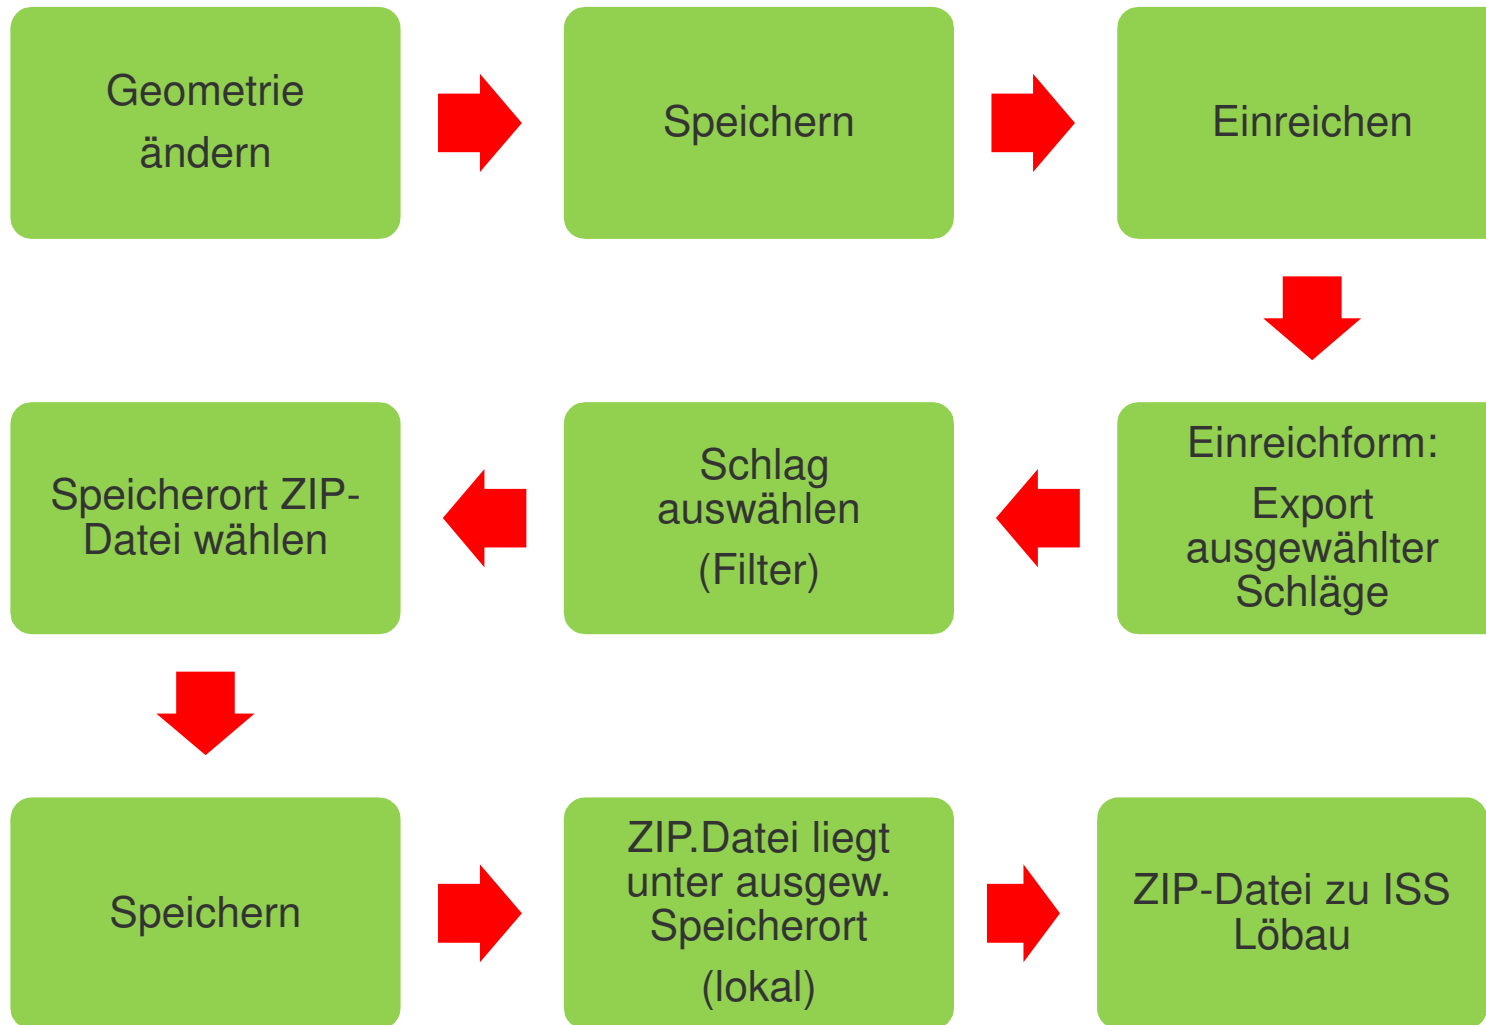 Geometrie
ändern
Speichern
Einreichen
Einreichform:
Export
ausgewählter
Schläge
Schlag
auswählen
(Filter)
Speicherort ZIP-
Datei wählen
Speichern
ZIP.Datei liegt
unter ausgew.
Speicherort
(lokal)
ZIP-Datei zu ISS
Löbau